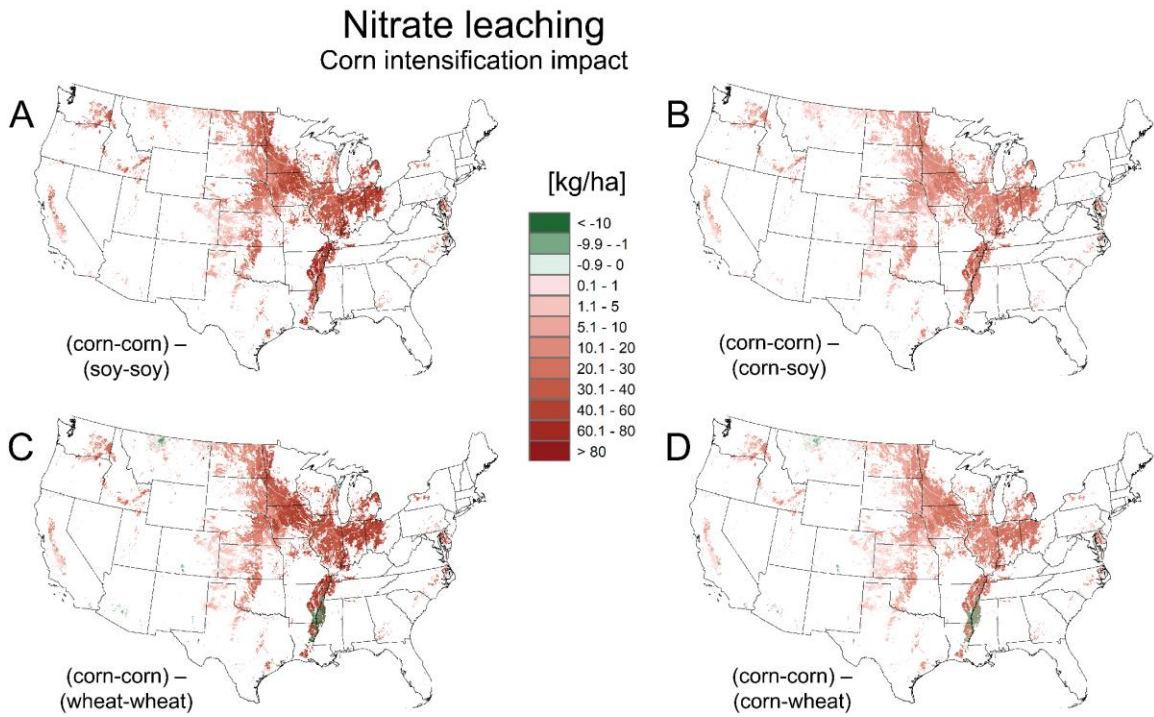 Nitrate leaching
Corn intensification impact
A
B
[kg/ha]
< -10
-9.9 - -1
-0.9 - 0
0.1 - 1
1.1 - 5
5.1 - 10
10.1 - 20
20.1 - 30
30.1 - 40
40.1 - 60
60.1 - 80
> 80
(corn-corn) –
(soy-soy)
(corn-corn) –
(corn-soy)
C
D
(corn-corn) –
(wheat-wheat)
(corn-corn) –
(corn-wheat)